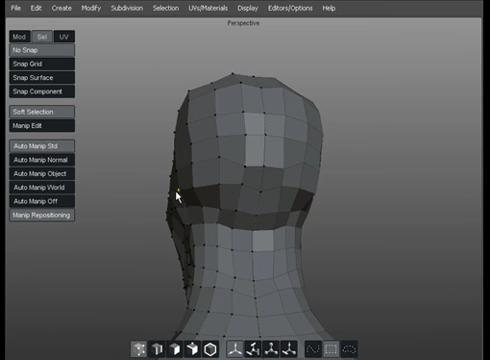 File Edit Create Modify Subdivision Selection UVs/Materials Display Editors/Options Help
Perspective
Mod Sel UV
No Snap
Snap Grid
Snap Surface
Snap Component
Soft Selection
Manip Edit
Auto Manip Std
Auto Manip Normal
Auto Manip Object
Auto Manip World
Auto Manip Off
Manip Repositioning